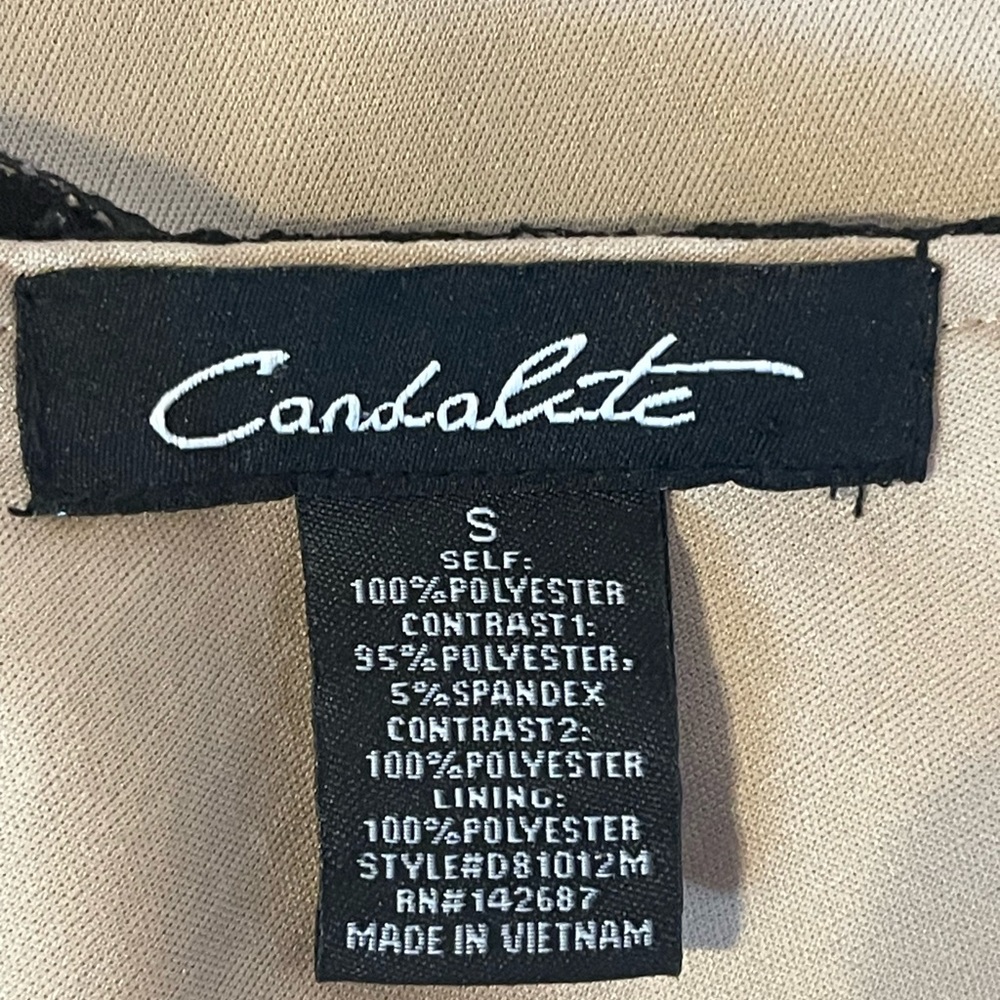 Candalite
S
SELF:
100%POLYESTER
CONTRAST1:
95%POLYESTER,
5%SPANDEX
CONTRAST2:
100%POLYESTER
LINING:
100%POLYESTER
STYLE#D81012M
RN#142687
MADE IN VIETNAM